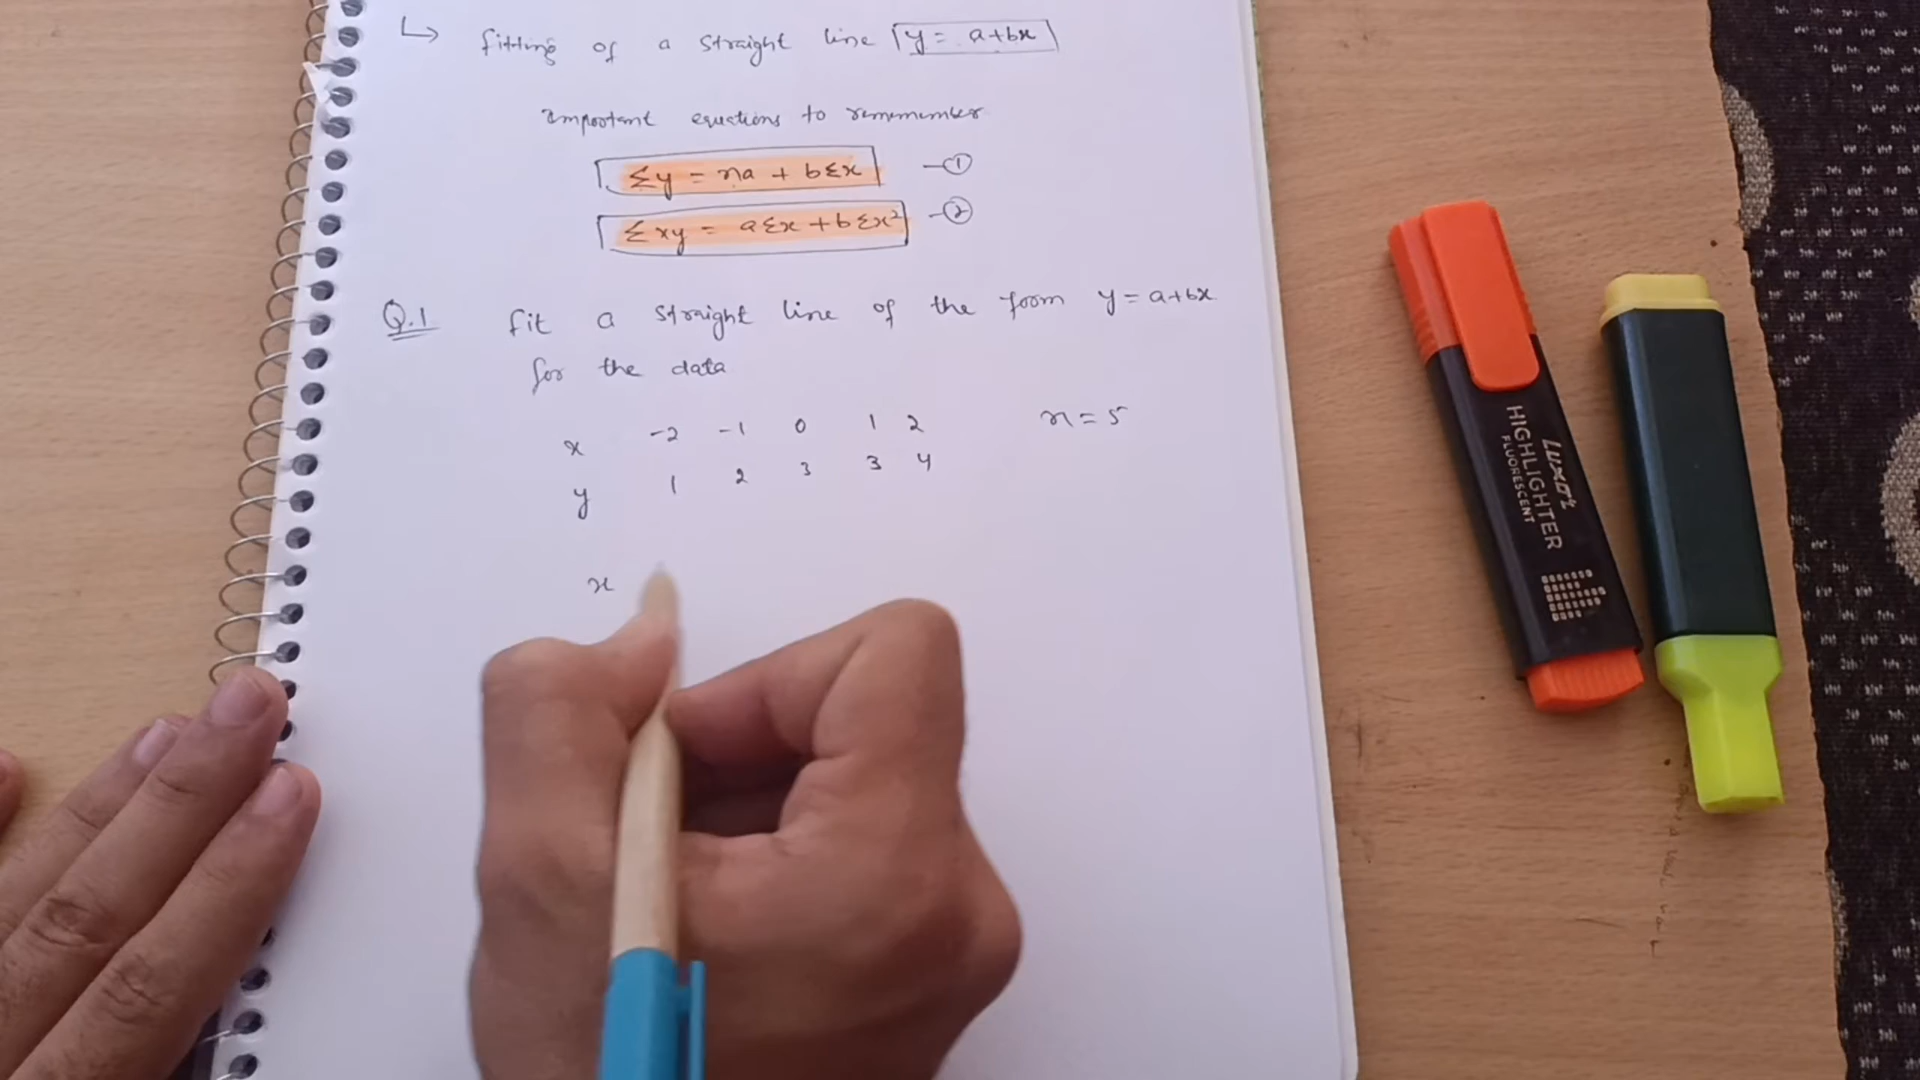 ↳ fitting of a straight line y = a+bx
Important equations to rememember
Σy = na + bΣx -①
Σxy = aΣx + bΣx² -②
Q.1 fit a straight line of the form y = a+bx
for the data
x -2 -1 0 1 2 n = 5
y 1 2 3 3 4
x
Luxor
HIGHLIGHTER
FLUORESCENT